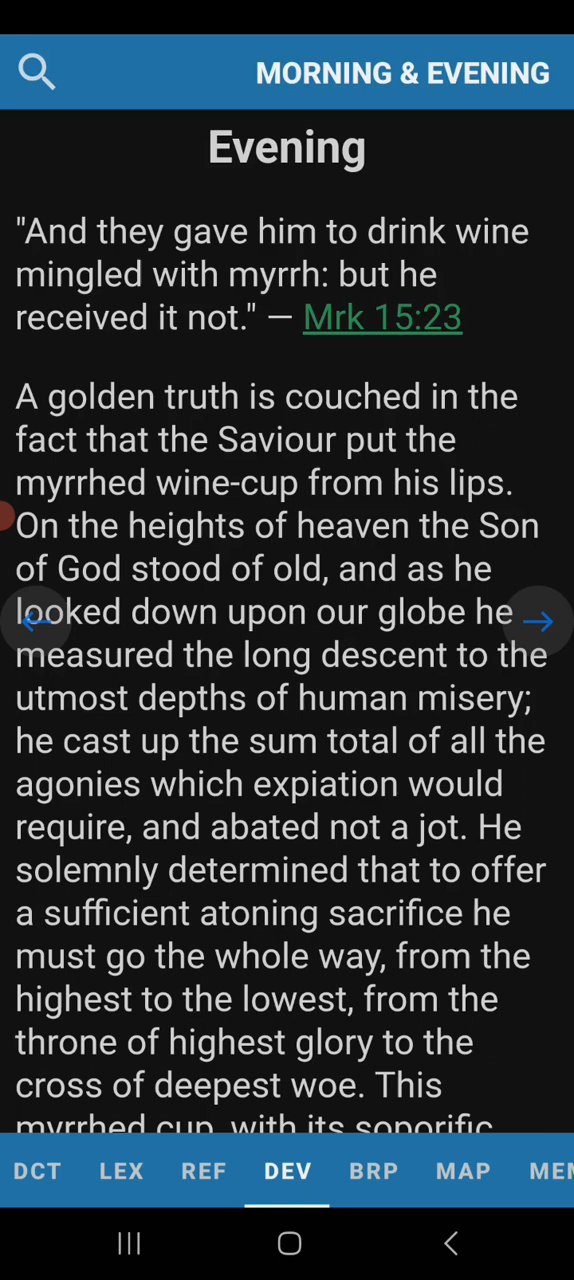 MORNING & EVENING
Evening
"And they gave him to drink wine
mingled with myrrh: but he
received it not." — Mrk 15:23
A golden truth is couched in the
fact that the Saviour put the
myrrhed wine-cup from his lips.
On the heights of heaven the Son
of God stood of old, and as he
looked down upon our globe he
measured the long descent to the
utmost depths of human misery;
he cast up the sum total of all the
agonies which expiation would
require, and abated not a jot. He
solemnly determined that to offer
a sufficient atoning sacrifice he
must go the whole way, from the
highest to the lowest, from the
throne of highest glory to the
cross of deepest woe. This
myrrhed cup, with its soporific
DCT LEX REF DEV BRP MAP MEM